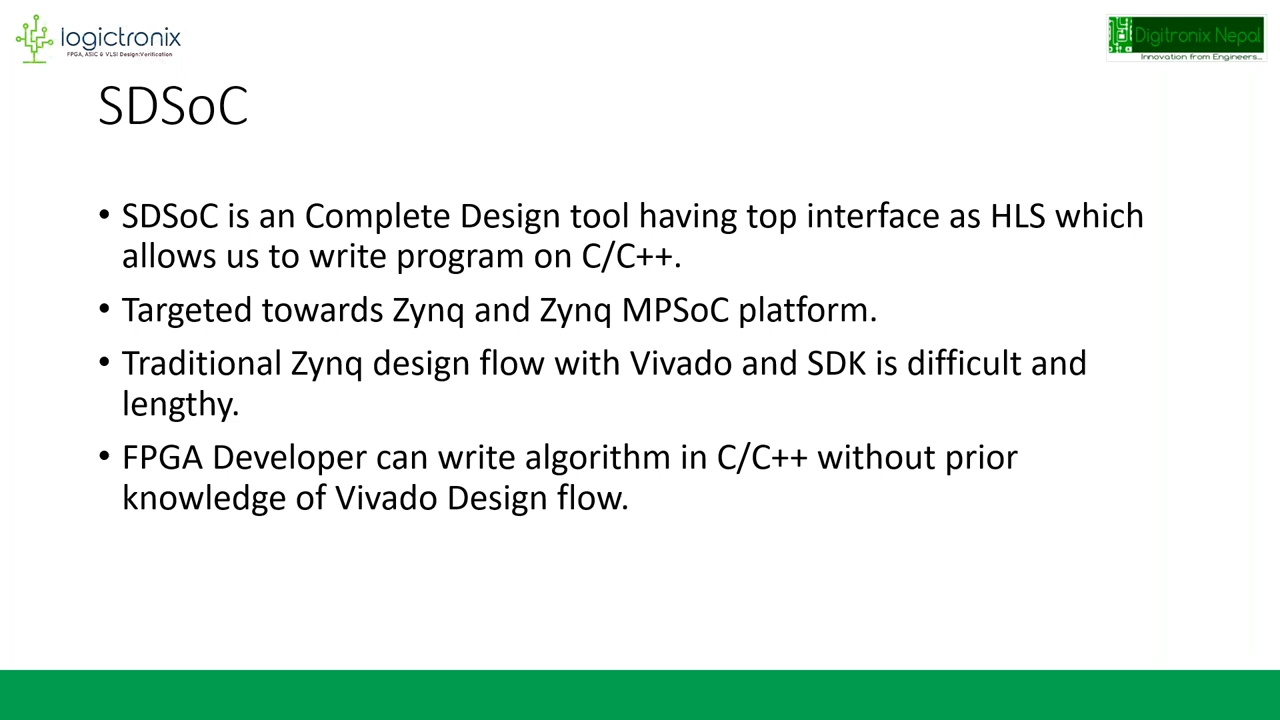 logictronix
FPGA, ASIC & VLSI Design:Verification
Digitronix Nepal
Innovation from Engineers...
SDSoC
• SDSoC is an Complete Design tool having top interface as HLS which
allows us to write program on C/C++.
• Targeted towards Zynq and Zynq MPSoC platform.
• Traditional Zynq design flow with Vivado and SDK is difficult and
lengthy.
• FPGA Developer can write algorithm in C/C++ without prior
knowledge of Vivado Design flow.